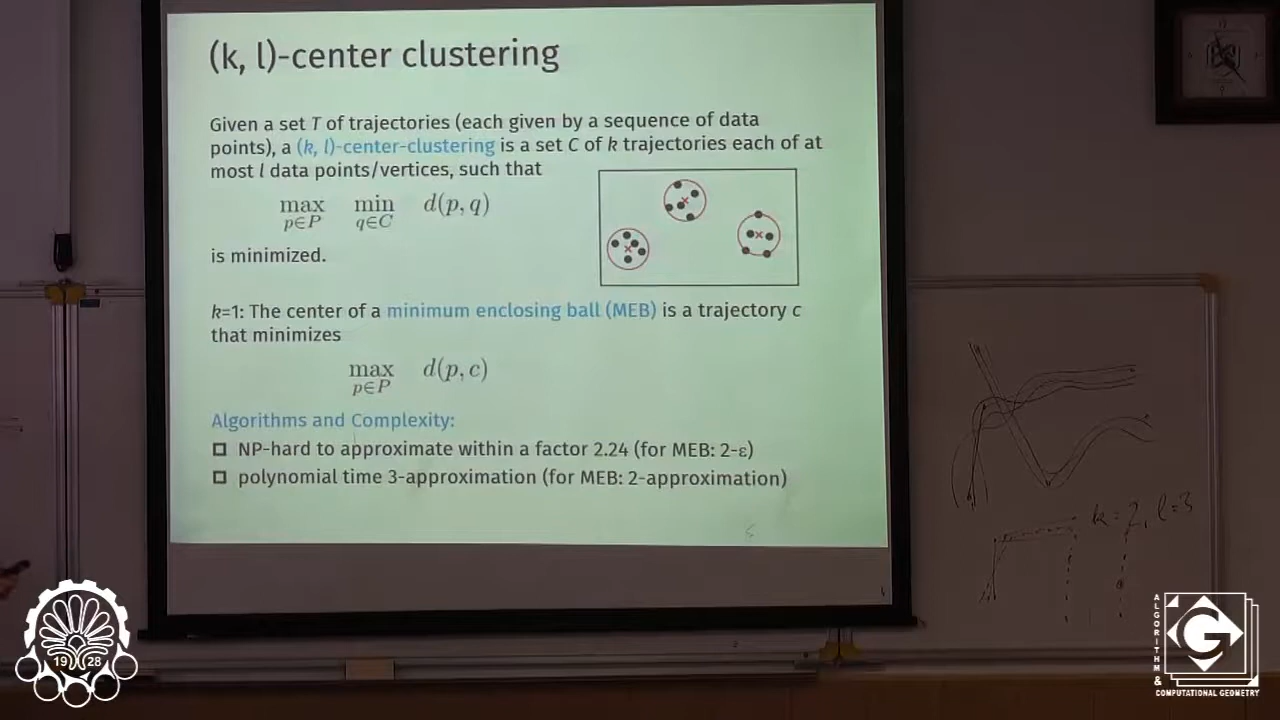 (k, l)-center clustering
Given a set T of trajectories (each given by a sequence of data
points), a (k, l)-center-clustering is a set C of k trajectories each of at
most l data points/vertices, such that
max min d(p, q)
p∈P q∈C
is minimized.
k=1: The center of a minimum enclosing ball (MEB) is a trajectory c
that minimizes
max d(p, c)
p∈P
Algorithms and Complexity:
NP-hard to approximate within a factor 2.24 (for MEB: 2-ε)
polynomial time 3-approximation (for MEB: 2-approximation)
k=2, l=3
19 28
ALGORITHM
&
COMPUTATIONAL GEOMETRY
G